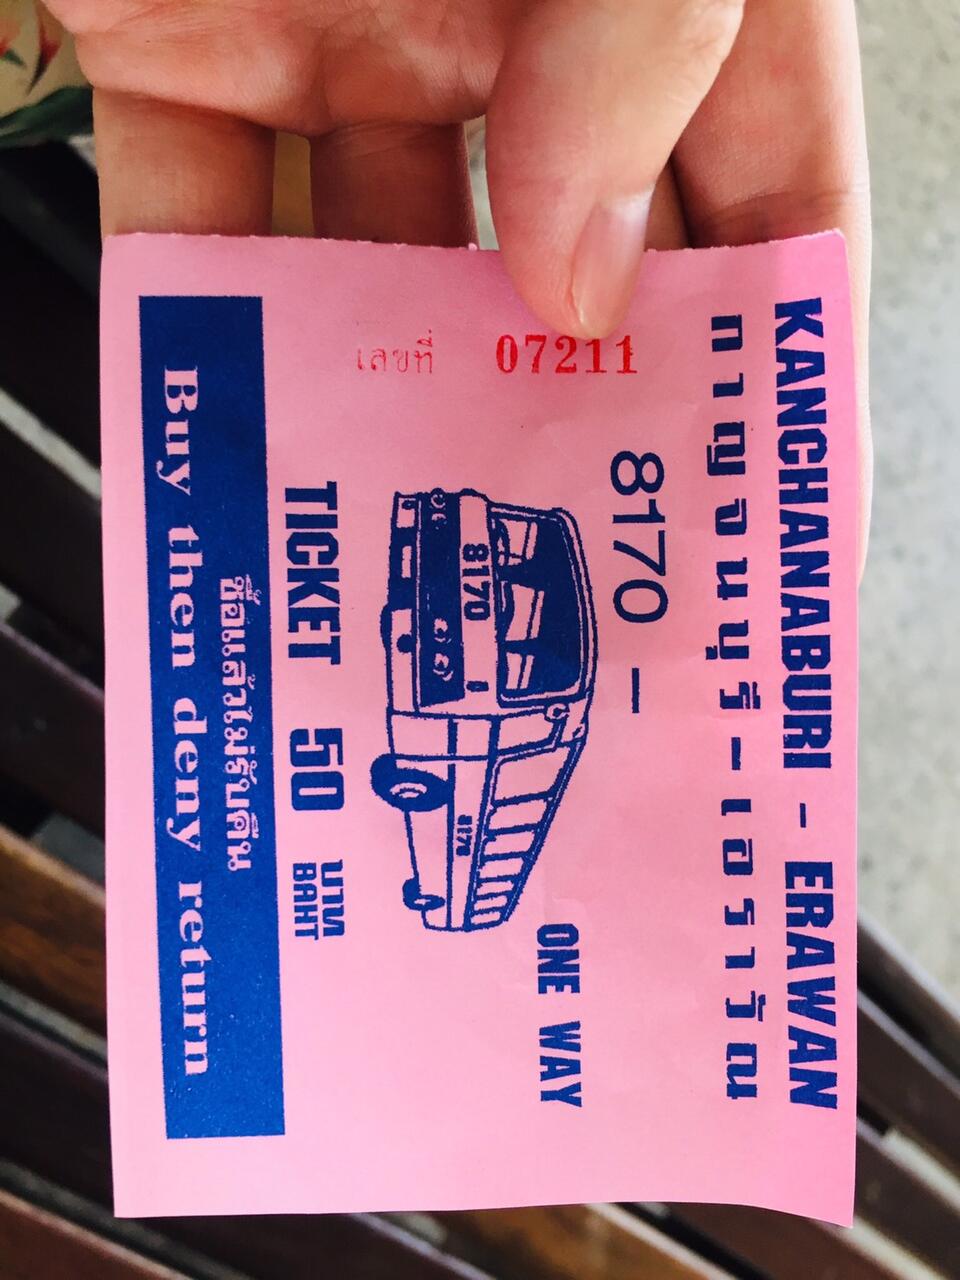 KANCHANABURI - ERAWAN
กาญจนบุรี - เอราวัณ
8170 -
เลขที่ 07211
ONE WAY
8170
8170
TICKET 50 บาท BAHT
ซื้อแล้วไม่รับคืน
Buy then deny return